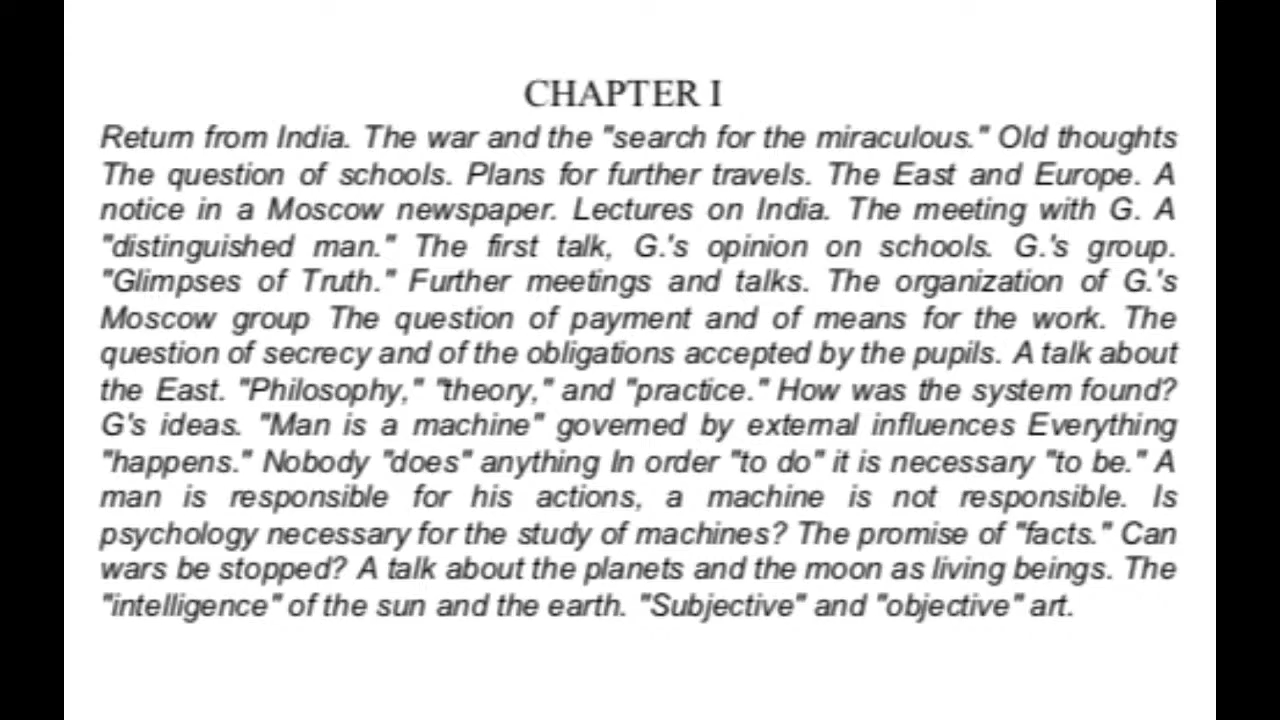 CHAPTER I
Return from India. The war and the "search for the miraculous." Old thoughts
The question of schools. Plans for further travels. The East and Europe. A
notice in a Moscow newspaper. Lectures on India. The meeting with G. A
"distinguished man." The first talk, G.'s opinion on schools. G.'s group.
"Glimpses of Truth." Further meetings and talks. The organization of G.'s
Moscow group The question of payment and of means for the work. The
question of secrecy and of the obligations accepted by the pupils. A talk about
the East. "Philosophy," "theory," and "practice." How was the system found?
G's ideas. "Man is a machine" governed by external influences Everything
"happens." Nobody "does" anything In order "to do" it is necessary "to be." A
man is responsible for his actions, a machine is not responsible. Is
psychology necessary for the study of machines? The promise of "facts." Can
wars be stopped? A talk about the planets and the moon as living beings. The
"intelligence" of the sun and the earth. "Subjective" and "objective" art.